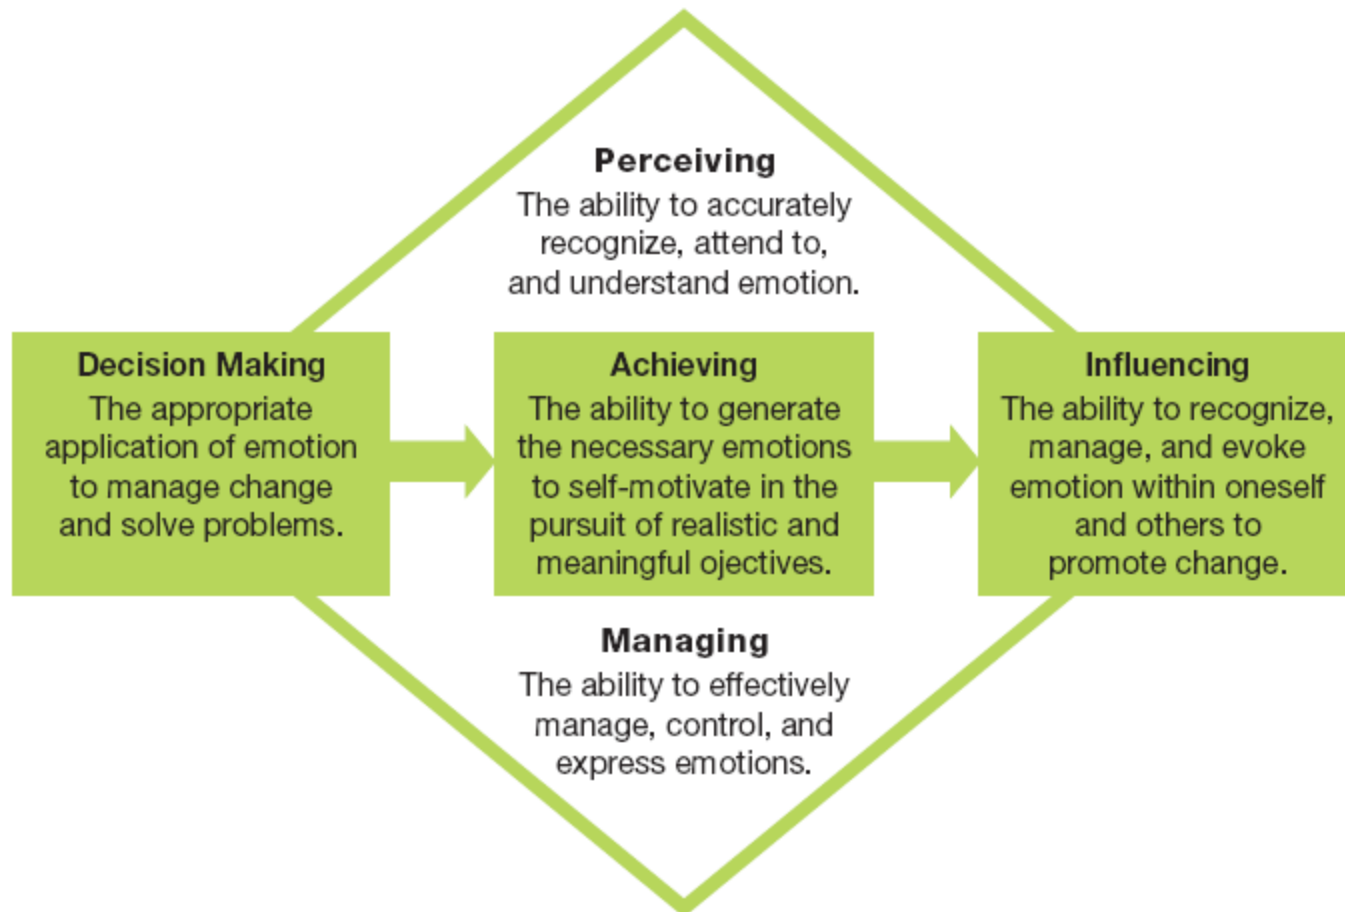 Perceiving
The ability to accurately
recognize, attend to,
and understand emotion.
Decision Making
The appropriate
application of emotion
to manage change
and solve problems.
Achieving
The ability to generate
the necessary emotions
to self-motivate in the
pursuit of realistic and
meaningful ojectives.
Influencing
The ability to recognize,
manage, and evoke
emotion within oneself
and others to
promote change.
Managing
The ability to effectively
manage, control, and
express emotions.